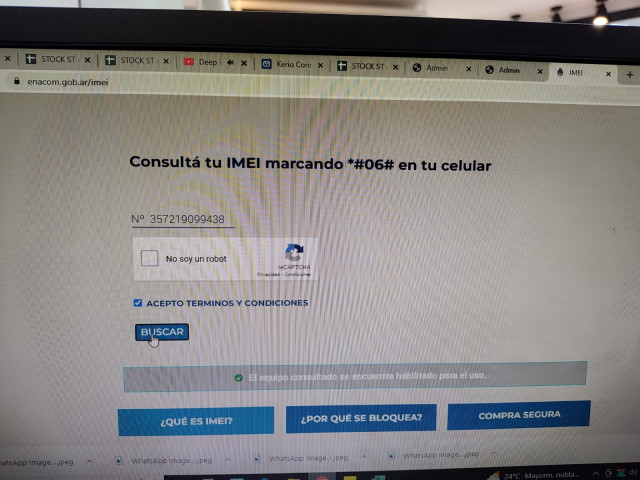 STOCK ST
STOCK ST
Deep
Kerio Conn
STOCK ST
Admin
Admin
IMEI
enacom.gob.ar/imei
Consultá tu IMEI marcando *#06# en tu celular
Nº 357219099438
No soy un robot
reCAPTCHA
Privacidad - Condiciones
ACEPTO TERMINOS Y CONDICIONES
BUSCAR
El equipo consultado se encuentra habilitado para el uso.
¿QUÉ ES IMEI?
¿POR QUÉ SE BLOQUEA?
COMPRA SEGURA
WhatsApp Image....jpeg
WhatsApp Image....jpeg
WhatsApp Image....jpeg
WhatsApp Image....jpeg
24°C Mayorm. nubla...